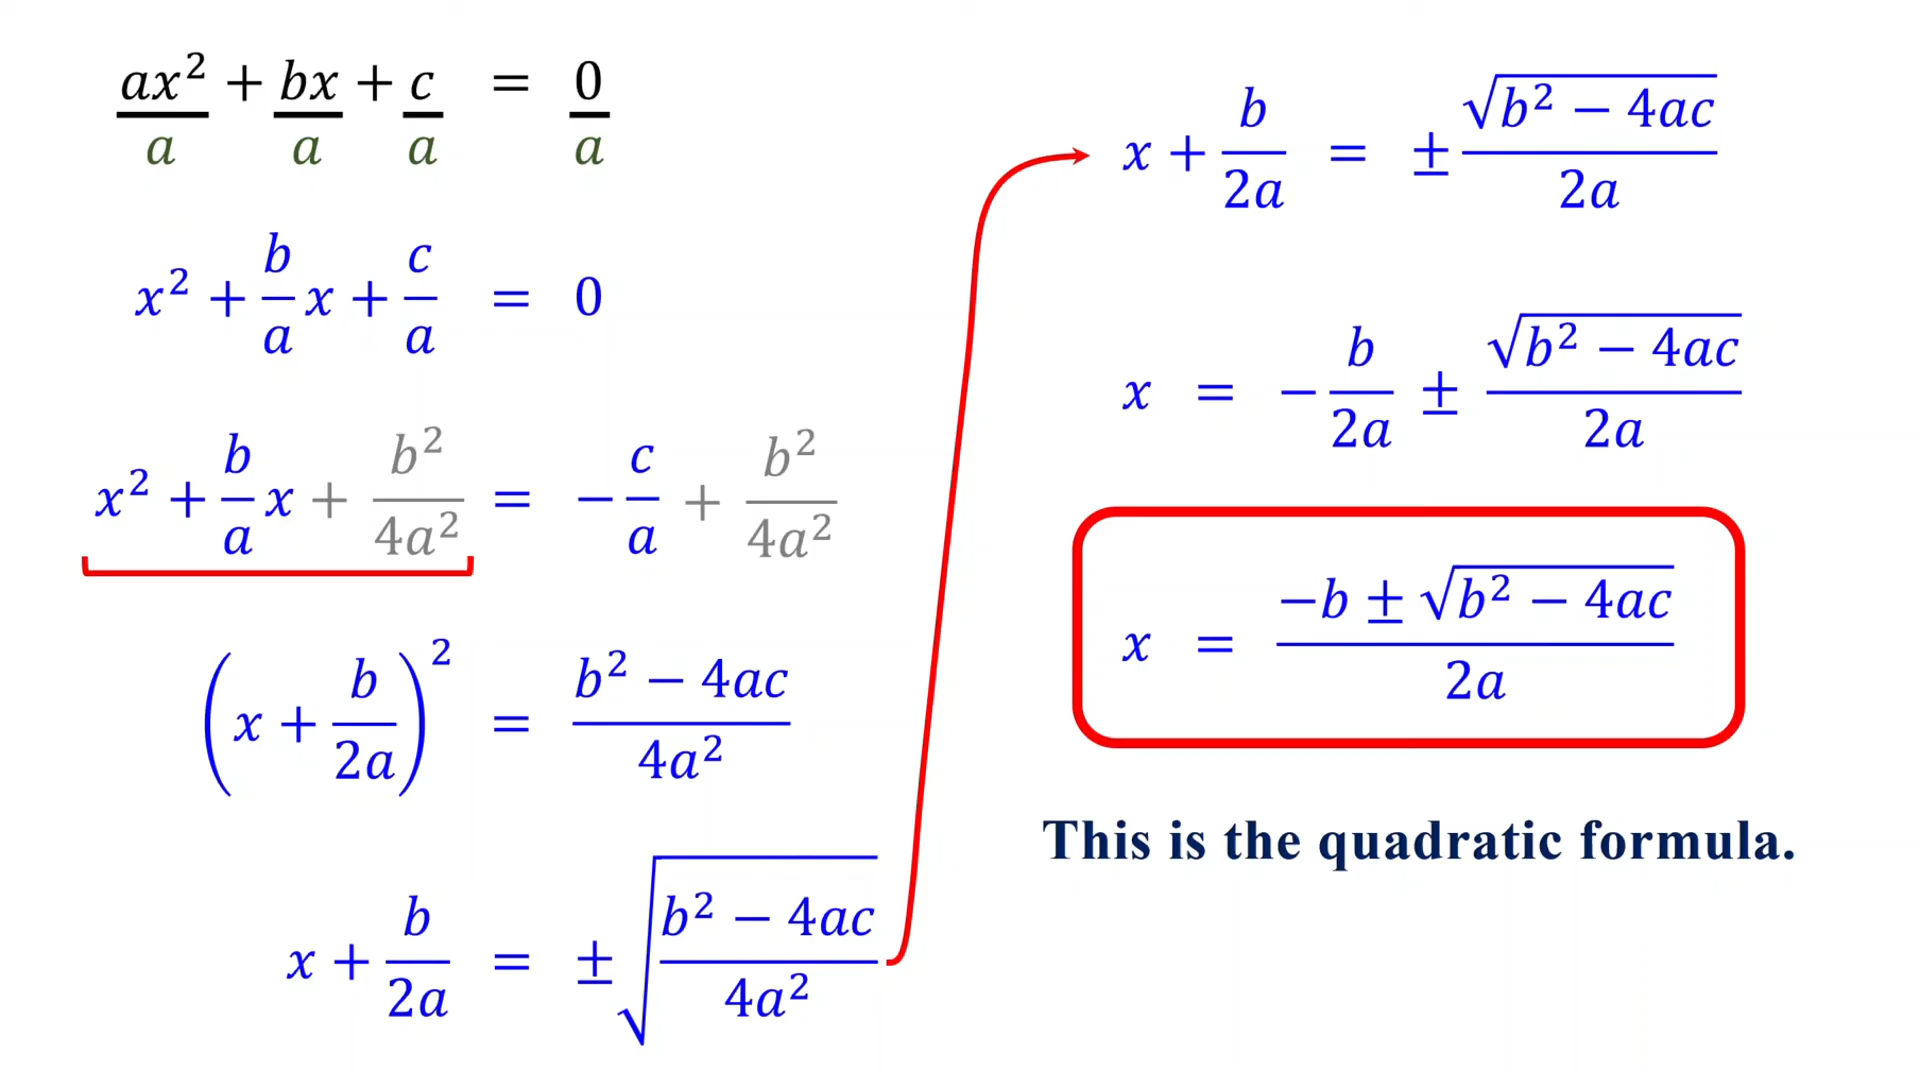 ax²/a + bx/a + c/a = 0/a
x² + b/a x + c/a = 0
x² + b/a x + b²/4a² = − c/a + b²/4a²
(x + b/2a)² = b² − 4ac/4a²
x + b/2a = ± √(b² − 4ac/4a²)
x + b/2a = ± √(b² − 4ac)/2a
x = − b/2a ± √(b² − 4ac)/2a
x = −b ± √(b² − 4ac)/2a
This is the quadratic formula.